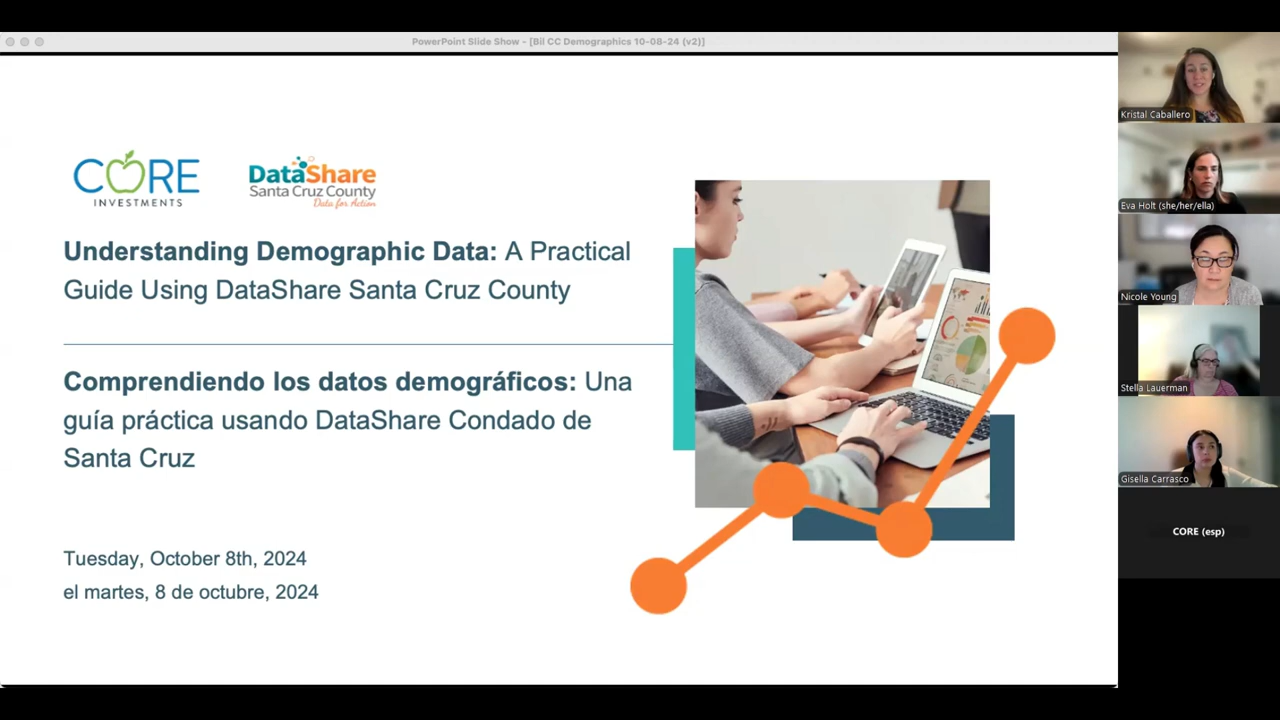 PowerPoint Slide Show - [Bil CC Demographics 10-08-24 (v2)]
CORE
INVESTMENTS
DataShare
Santa Cruz County
Data for Action
Understanding Demographic Data: A Practical
Guide Using DataShare Santa Cruz County
Comprendiendo los datos demográficos: Una
guía práctica usando DataShare Condado de
Santa Cruz
Tuesday, October 8th, 2024
el martes, 8 de octubre, 2024
Kristal Caballero
Eva Holt (she/her/ella)
Nicole Young
Stella Lauerman
Gisella Carrasco
CORE (esp)